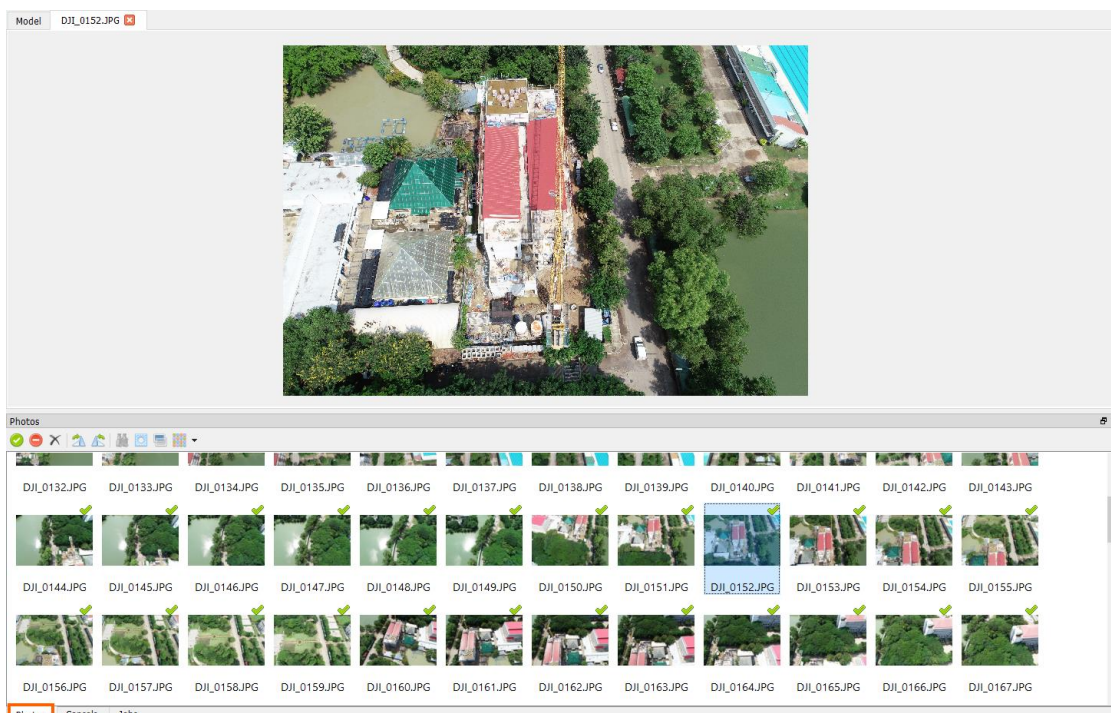 Model DJI_0152.JPG
Photos
DJI_0132.JPG DJI_0133.JPG DJI_0134.JPG DJI_0135.JPG DJI_0136.JPG DJI_0137.JPG DJI_0138.JPG DJI_0139.JPG DJI_0140.JPG DJI_0141.JPG DJI_0142.JPG DJI_0143.JPG
DJI_0144.JPG DJI_0145.JPG DJI_0146.JPG DJI_0147.JPG DJI_0148.JPG DJI_0149.JPG DJI_0150.JPG DJI_0151.JPG DJI_0152.JPG DJI_0153.JPG DJI_0154.JPG DJI_0155.JPG
DJI_0156.JPG DJI_0157.JPG DJI_0158.JPG DJI_0159.JPG DJI_0160.JPG DJI_0161.JPG DJI_0162.JPG DJI_0163.JPG DJI_0164.JPG DJI_0165.JPG DJI_0166.JPG DJI_0167.JPG